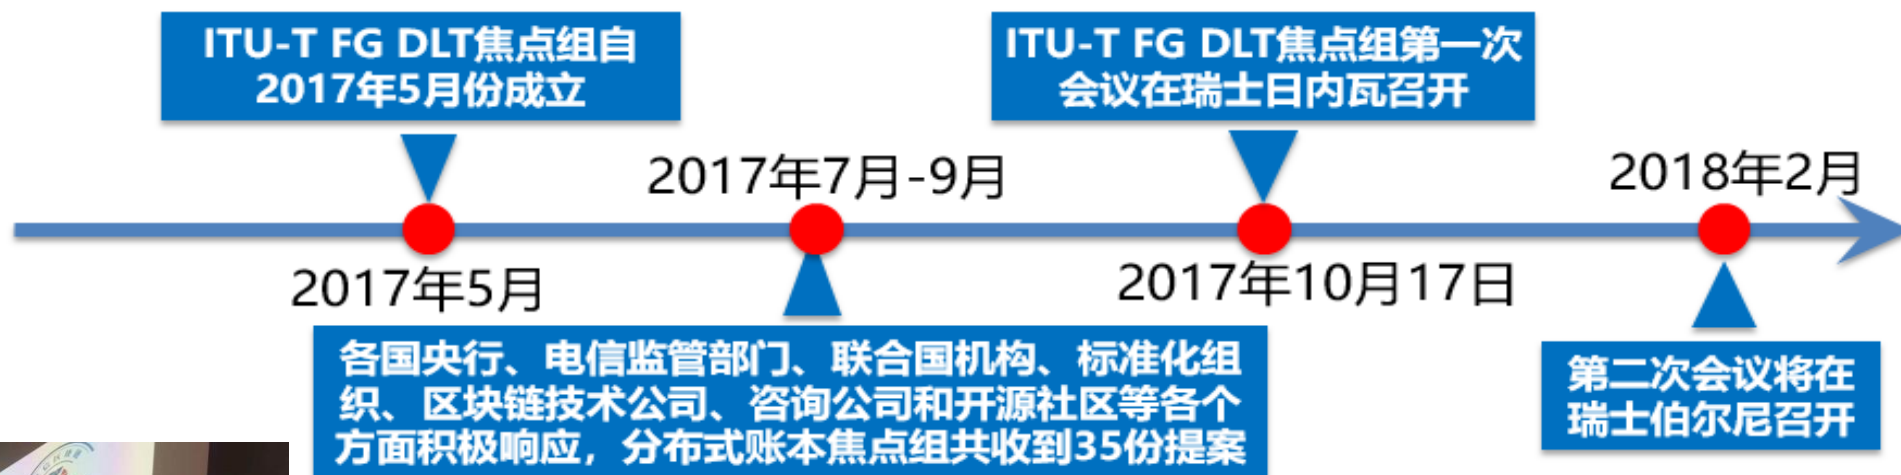 ITU-T FG DLT焦点组自
2017年5月份成立
ITU-T FG DLT焦点组第一次
会议在瑞士日内瓦召开
2017年7月-9月
2018年2月
2017年5月
2017年10月17日
各国央行、电信监管部门、联合国机构、标准化组
织、区块链技术公司、咨询公司和开源社区等各个
方面积极响应，分布式账本焦点组共收到35份提案
第二次会议将在
瑞士伯尔尼召开